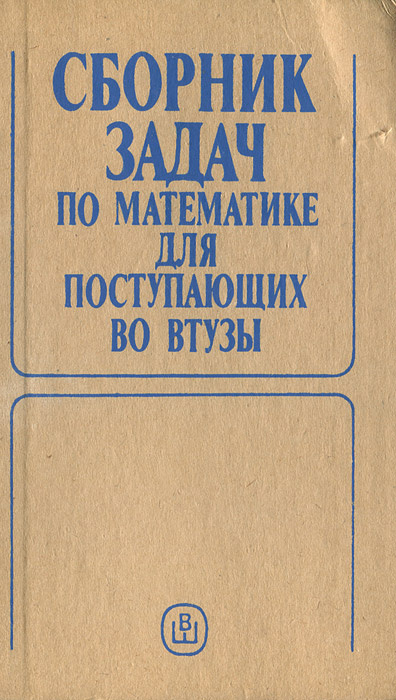 СБОРНИК
ЗАДАЧ
ПО МАТЕМАТИКЕ
ДЛЯ
ПОСТУПАЮЩИХ
ВО ВТУЗЫ
В
Ш